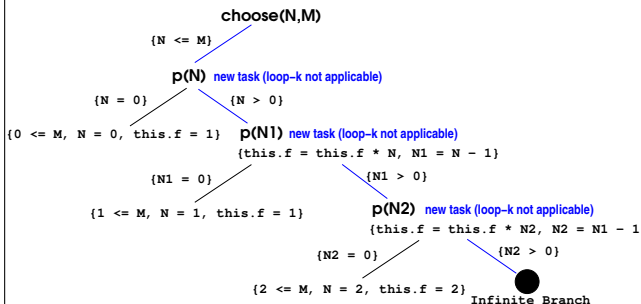 choose(N,M)
{N <= M}
p(N) new task (loop-k not applicable)
{N = 0} {N > 0}
{0 <= M, N = 0, this.f = 1} p(N1) new task (loop-k not applicable)
{this.f = this.f * N, N1 = N - 1}
{N1 = 0} {N1 > 0}
{1 <= M, N = 1, this.f = 1} p(N2) new task (loop-k not applicable)
{this.f = this.f * N2, N2 = N1 - 1
{N2 = 0} {N2 > 0}
{2 <= M, N = 2, this.f = 2}
Infinite Branch